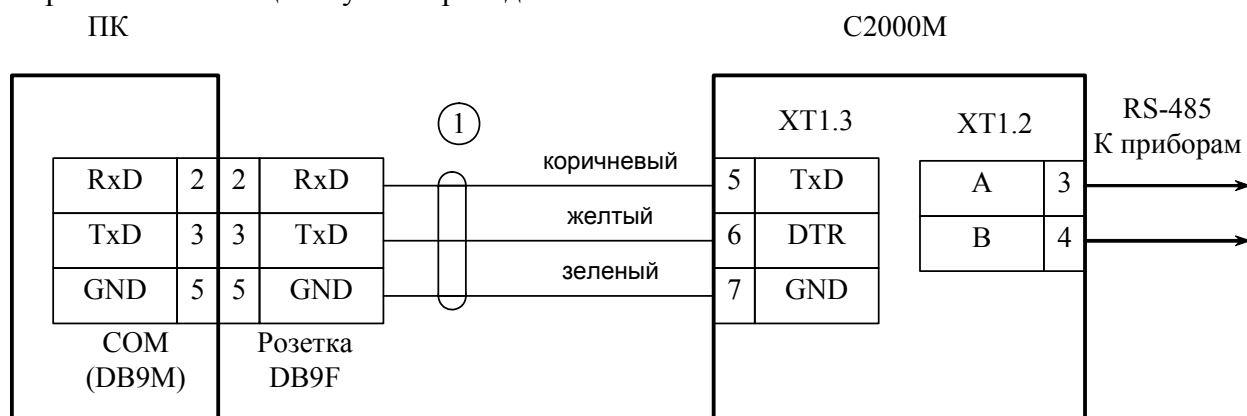 ПК
С2000М
XT1.3
XT1.2
RS-485
К приборам
1
коричневый
желтый
зеленый
RxD 2 2 RxD
TxD 3 3 TxD
GND 5 5 GND
5 TxD
6 DTR
7 GND
A 3
B 4
COM
(DB9M)
Розетка
DB9F